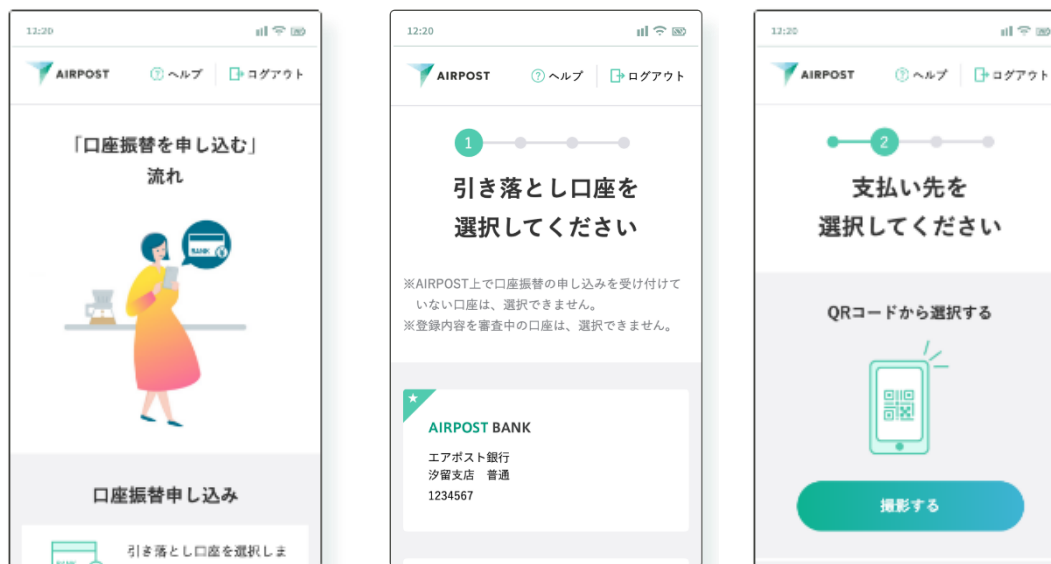 12:20
AIRPOST
ヘルプ
ログアウト
「口座振替を申し込む」
流れ
BANK
口座振替申し込み
引き落とし口座を選択しま
12:20
AIRPOST
ヘルプ
ログアウト
1
引き落とし口座を
選択してください
※AIRPOST上で口座振替の申し込みを受け付けて
いない口座は、選択できません。
※登録内容を審査中の口座は、選択できません。
AIRPOST BANK
エアポスト銀行
汐留支店 普通
1234567
12:20
AIRPOST
ヘルプ
ログアウト
2
支払い先を
選択してください
QRコードから選択する
撮影する